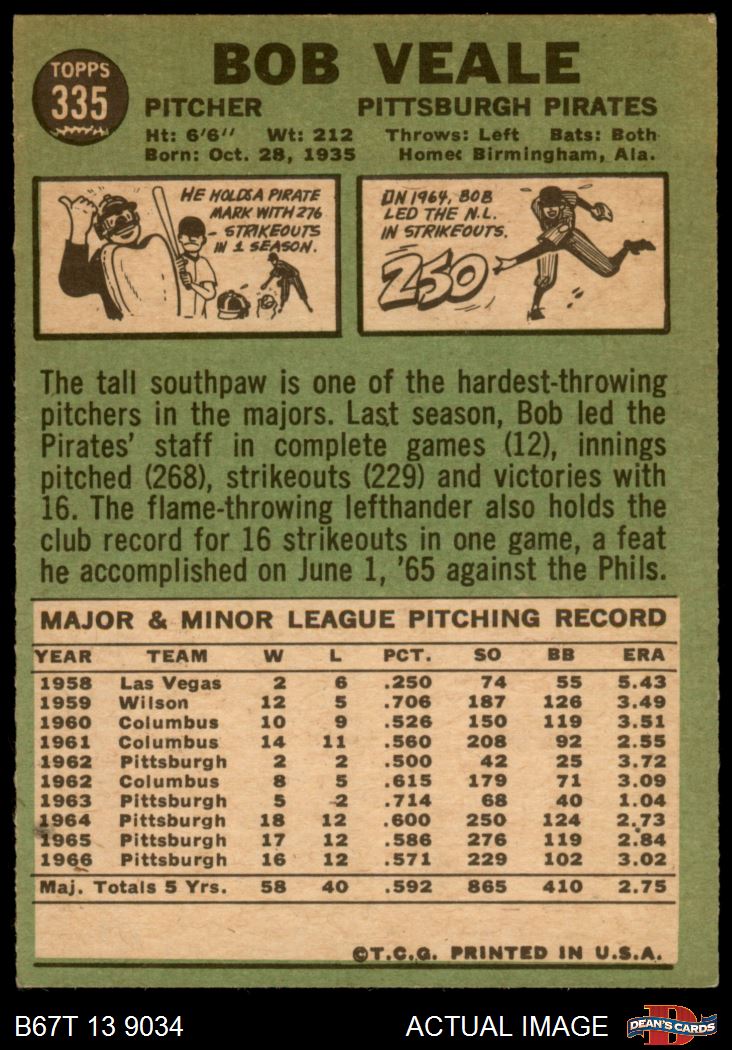 TOPPS
335
BOB VEALE
PITCHER PITTSBURGH PIRATES
Ht: 6'6" Wt: 212 Throws: Left Bats: Both
Born: Oct. 28, 1935 Home: Birmingham, Ala.
HE HOLDS A PIRATE
MARK WITH 276
- STRIKEOUTS
IN 1 SEASON.
IN 1964, BOB
LED THE N.L.
IN STRIKEOUTS.
250
The tall southpaw is one of the hardest-throwing
pitchers in the majors. Last season, Bob led the
Pirates' staff in complete games (12), innings
pitched (268), strikeouts (229) and victories with
16. The flame-throwing lefthander also holds the
club record for 16 strikeouts in one game, a feat
he accomplished on June 1, '65 against the Phils.
MAJOR & MINOR LEAGUE PITCHING RECORD
YEAR TEAM W L PCT. SO BB ERA
1958 Las Vegas 2 6 .250 74 55 5.43
1959 Wilson 12 5 .706 187 126 3.49
1960 Columbus 10 9 .526 150 119 3.51
1961 Columbus 14 11 .560 208 92 2.55
1962 Pittsburgh 2 2 .500 42 25 3.72
1962 Columbus 8 5 .615 179 71 3.09
1963 Pittsburgh 5 2 .714 68 40 1.04
1964 Pittsburgh 18 12 .600 250 124 2.73
1965 Pittsburgh 17 12 .586 276 119 2.84
1966 Pittsburgh 16 12 .571 229 102 3.02
Maj. Totals 5 Yrs. 58 40 .592 865 410 2.75
©T.C.G. PRINTED IN U.S.A.
B67T 13 9034 ACTUAL IMAGE
D
DEAN'S CARDS